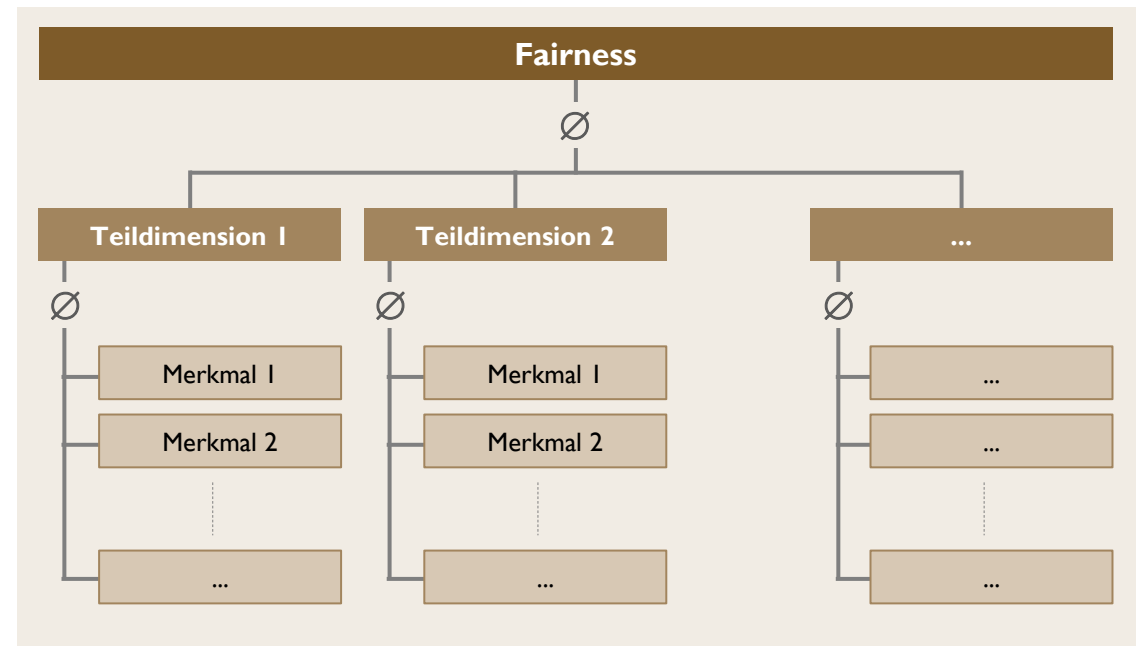 Fairness
Ø
Teildimension 1 Teildimension 2 ...
Ø Ø Ø
Merkmal 1 Merkmal 1 ...
Merkmal 2 Merkmal 2 ...
... ... ...